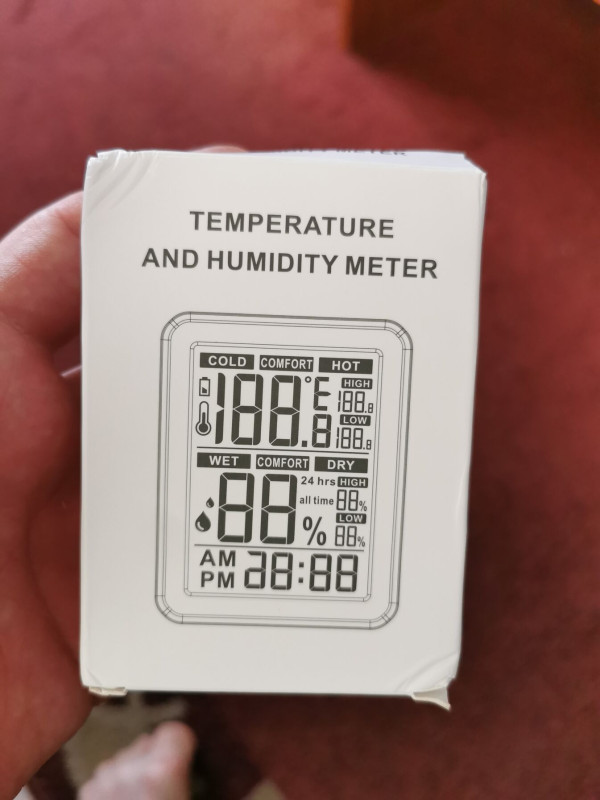 TEMPERATURE
AND HUMIDITY METER
COLD COMFORT HOT
188.8°E HIGH 188.8
LOW 188.8
WET COMFORT DRY
88% 24 hrs HIGH
all time 88%
LOW
88%
AM
PM 28:88